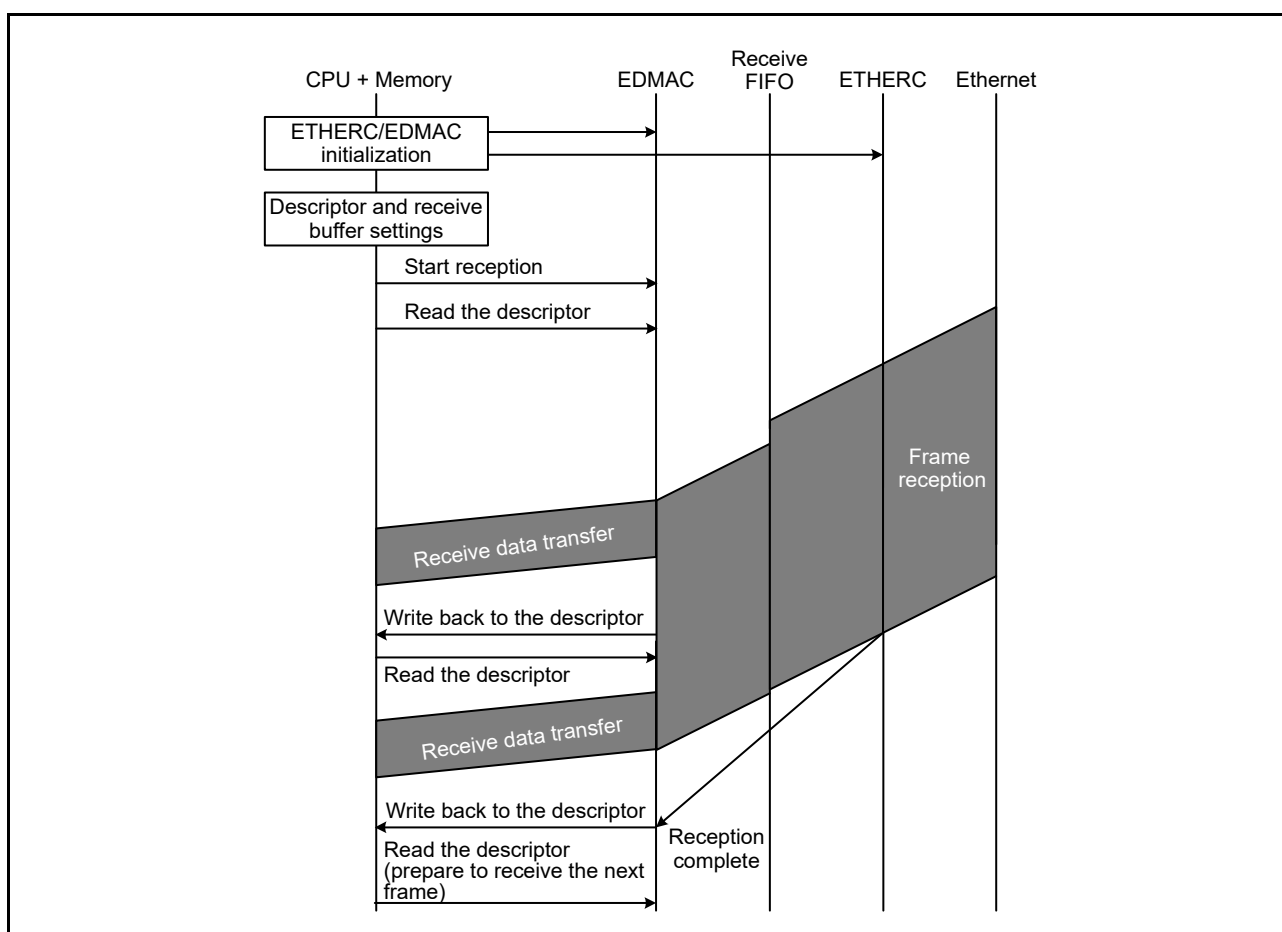 CPU + Memory
EDMAC
Receive
FIFO
ETHERC
Ethernet
ETHERC/EDMAC
initialization
Descriptor and receive
buffer settings
Start reception
Read the descriptor
Frame
reception
Receive data transfer
Write back to the descriptor
Read the descriptor
Receive data transfer
Write back to the descriptor
Reception
complete
Read the descriptor
(prepare to receive the next
frame)